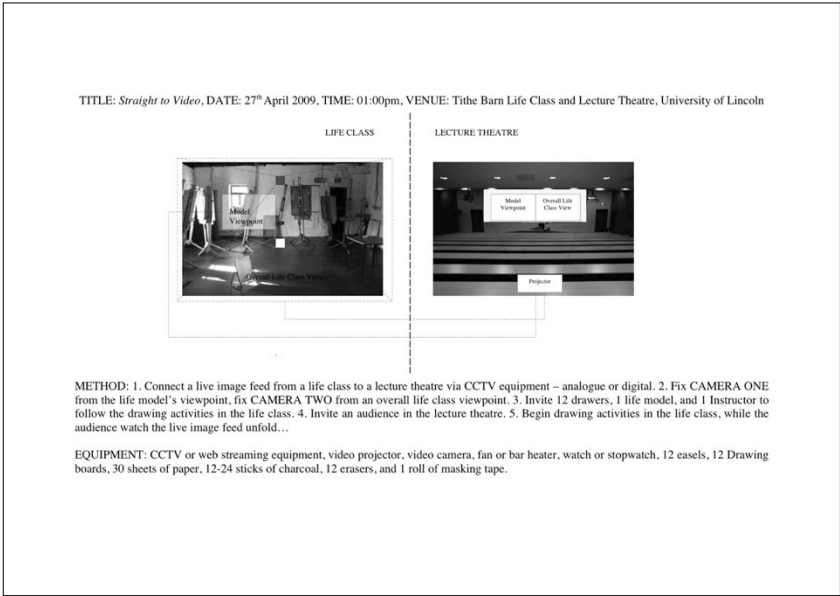 TITLE: Straight to Video, DATE: 27th April 2009, TIME: 01:00pm, VENUE: Tithe Barn Life Class and Lecture Theatre, University of Lincoln
LIFE CLASS
LECTURE THEATRE
Model
Viewpoint
Overall Life Class View
Model
Viewpoint
Overall Life
Class View
Projector
METHOD: 1. Connect a live image feed from a life class to a lecture theatre via CCTV equipment – analogue or digital. 2. Fix CAMERA ONE
from the life model’s viewpoint, fix CAMERA TWO from an overall life class viewpoint. 3. Invite 12 drawers, 1 life model, and 1 Instructor to
follow the drawing activities in the life class. 4. Invite an audience in the lecture theatre. 5. Begin drawing activities in the life class, while the
audience watch the live image feed unfold…
EQUIPMENT: CCTV or web streaming equipment, video projector, video camera, fan or bar heater, watch or stopwatch, 12 easels, 12 Drawing
boards, 30 sheets of paper, 12-24 sticks of charcoal, 12 erasers, and 1 roll of masking tape.